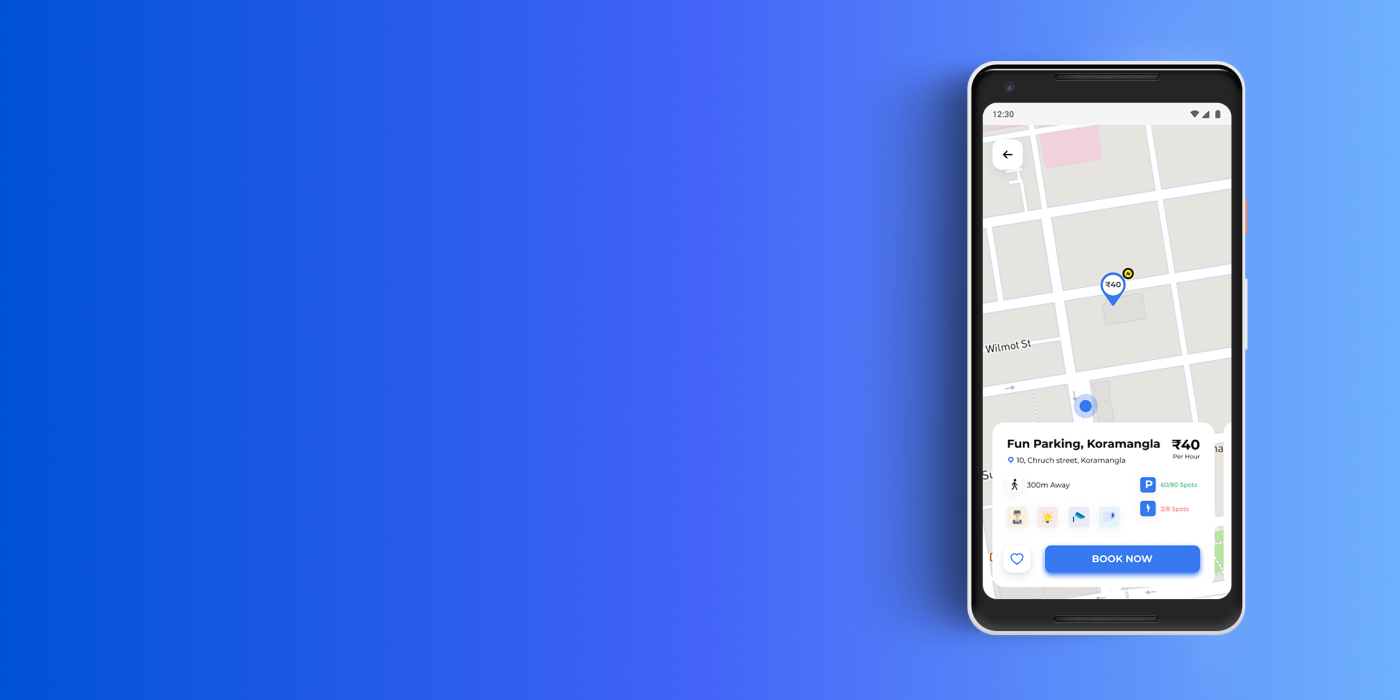 12:30
₹40
Wilmot St
Fun Parking, Koramangla
₹40
Per Hour
10, Chruch street, Koramangla
300m Away
P
60/80 Spots
2/8 Spots
BOOK NOW